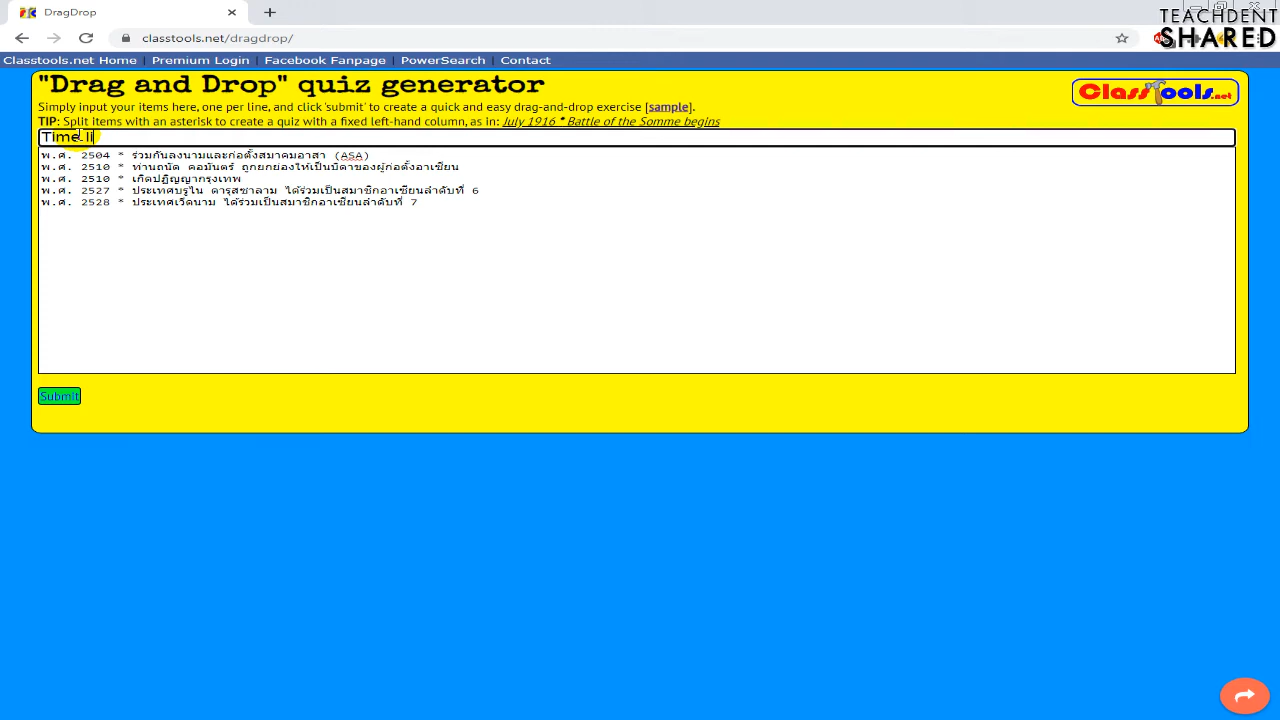 DragDrop
TEACHDENT
SHARED
classtools.net/dragdrop/
Classtools.net Home | Premium Login | Facebook Fanpage | PowerSearch | Contact
"Drag and Drop" quiz generator
Simply input your items here, one per line, and click 'submit' to create a quick and easy drag-and-drop exercise [sample].
TIP: Split items with an asterisk to create a quiz with a fixed left-hand column, as in: July 1916 * Battle of the Somme begins
ClassTools.net
Time li
พ.ศ. 2504 * ร่วมกันลงนามและก่อตั้งสมาคมอาสา (ASA)
พ.ศ. 2510 * ท่านถนัด คอมันตร์ ถูกยกย่องให้เป็นบิดาของผู้ก่อตั้งอาเซียน
พ.ศ. 2510 * เกิดปฏิญญากรุงเทพ
พ.ศ. 2527 * ประเทศบรูไน ดารุสซาลาม ได้ร่วมเป็นสมาชิกอาเซียนลำดับที่ 6
พ.ศ. 2528 * ประเทศเวียดนาม ได้ร่วมเป็นสมาชิกอาเซียนลำดับที่ 7
Submit